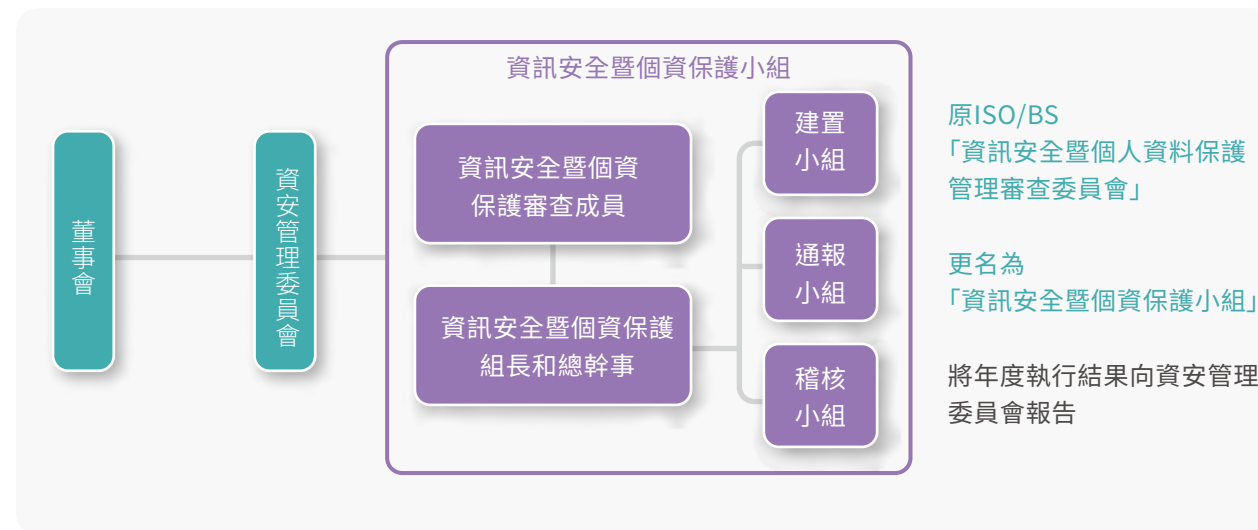 資訊安全暨個資保護小組
董事會
資安管理委員會
資訊安全暨個資
保護審查成員
資訊安全暨個資保護
組長和總幹事
建置
小組
通報
小組
稽核
小組
原ISO/BS
「資訊安全暨個人資料保護
管理審查委員會」
更名為
「資訊安全暨個資保護小組」
將年度執行結果向資安管理
委員會報告